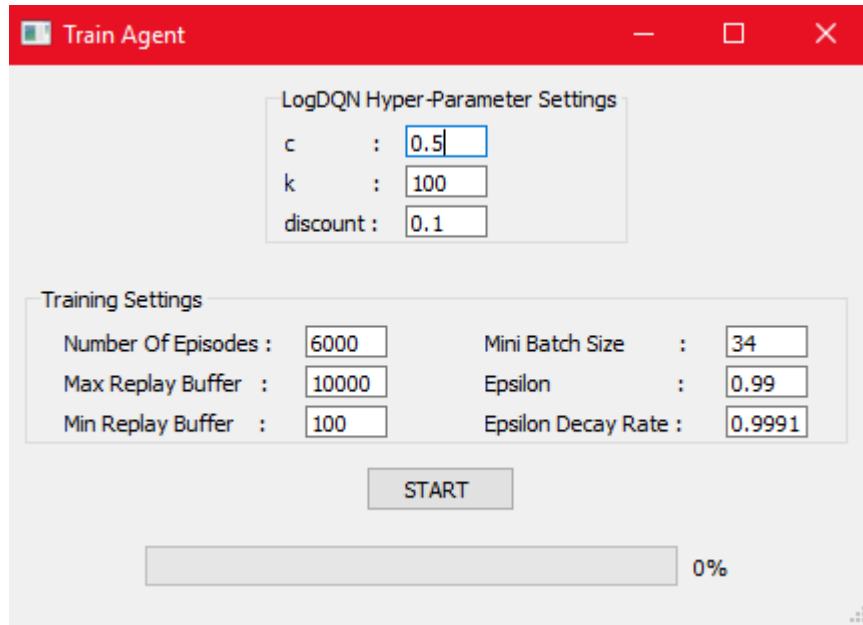 Train Agent
LogDQN Hyper-Parameter Settings
c : 0.5
k : 100
discount : 0.1
Training Settings
Number Of Episodes : 6000 Mini Batch Size : 34
Max Replay Buffer : 10000 Epsilon : 0.99
Min Replay Buffer : 100 Epsilon Decay Rate : 0.9991
START
0%